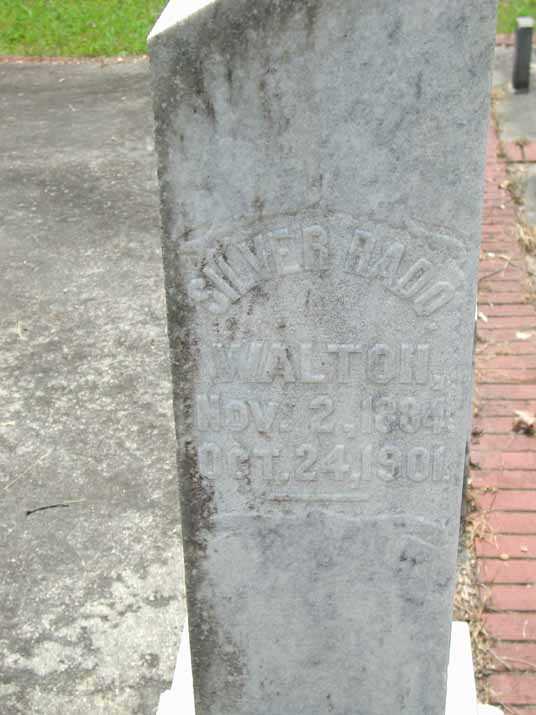 SILVER RADO
WALTON,
NOV. 2, 1884.
OCT. 24, 1901.